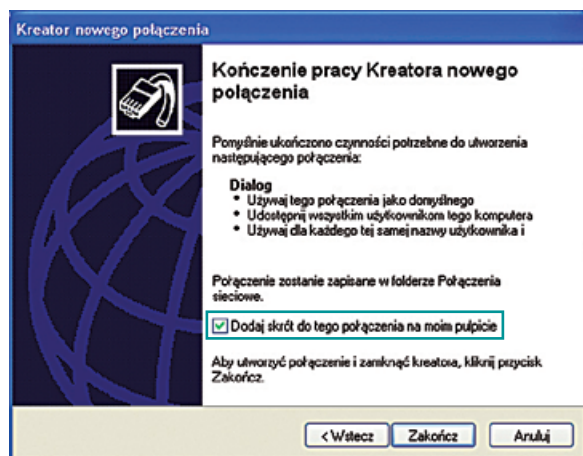 Kreator nowego połączenia
Kończenie pracy Kreatora nowego
połączenia
Pomyślnie ukończono czynności potrzebne do utworzenia
następującego połączenia:
Dialog
* Używaj tego połączenia jako domyślnego
* Udostępnij wszystkim użytkownikom tego komputera
* Używaj dla każdego tej samej nazwy użytkownika i
Połączenie zostanie zapisane w folderze Połączenia
sieciowe.
Dodaj skrót do tego połączenia na moim pulpicie
Aby utworzyć połączenie i zamknąć kreatora, kliknij przycisk
Zakończ.
< Wstecz Zakończ Anuluj